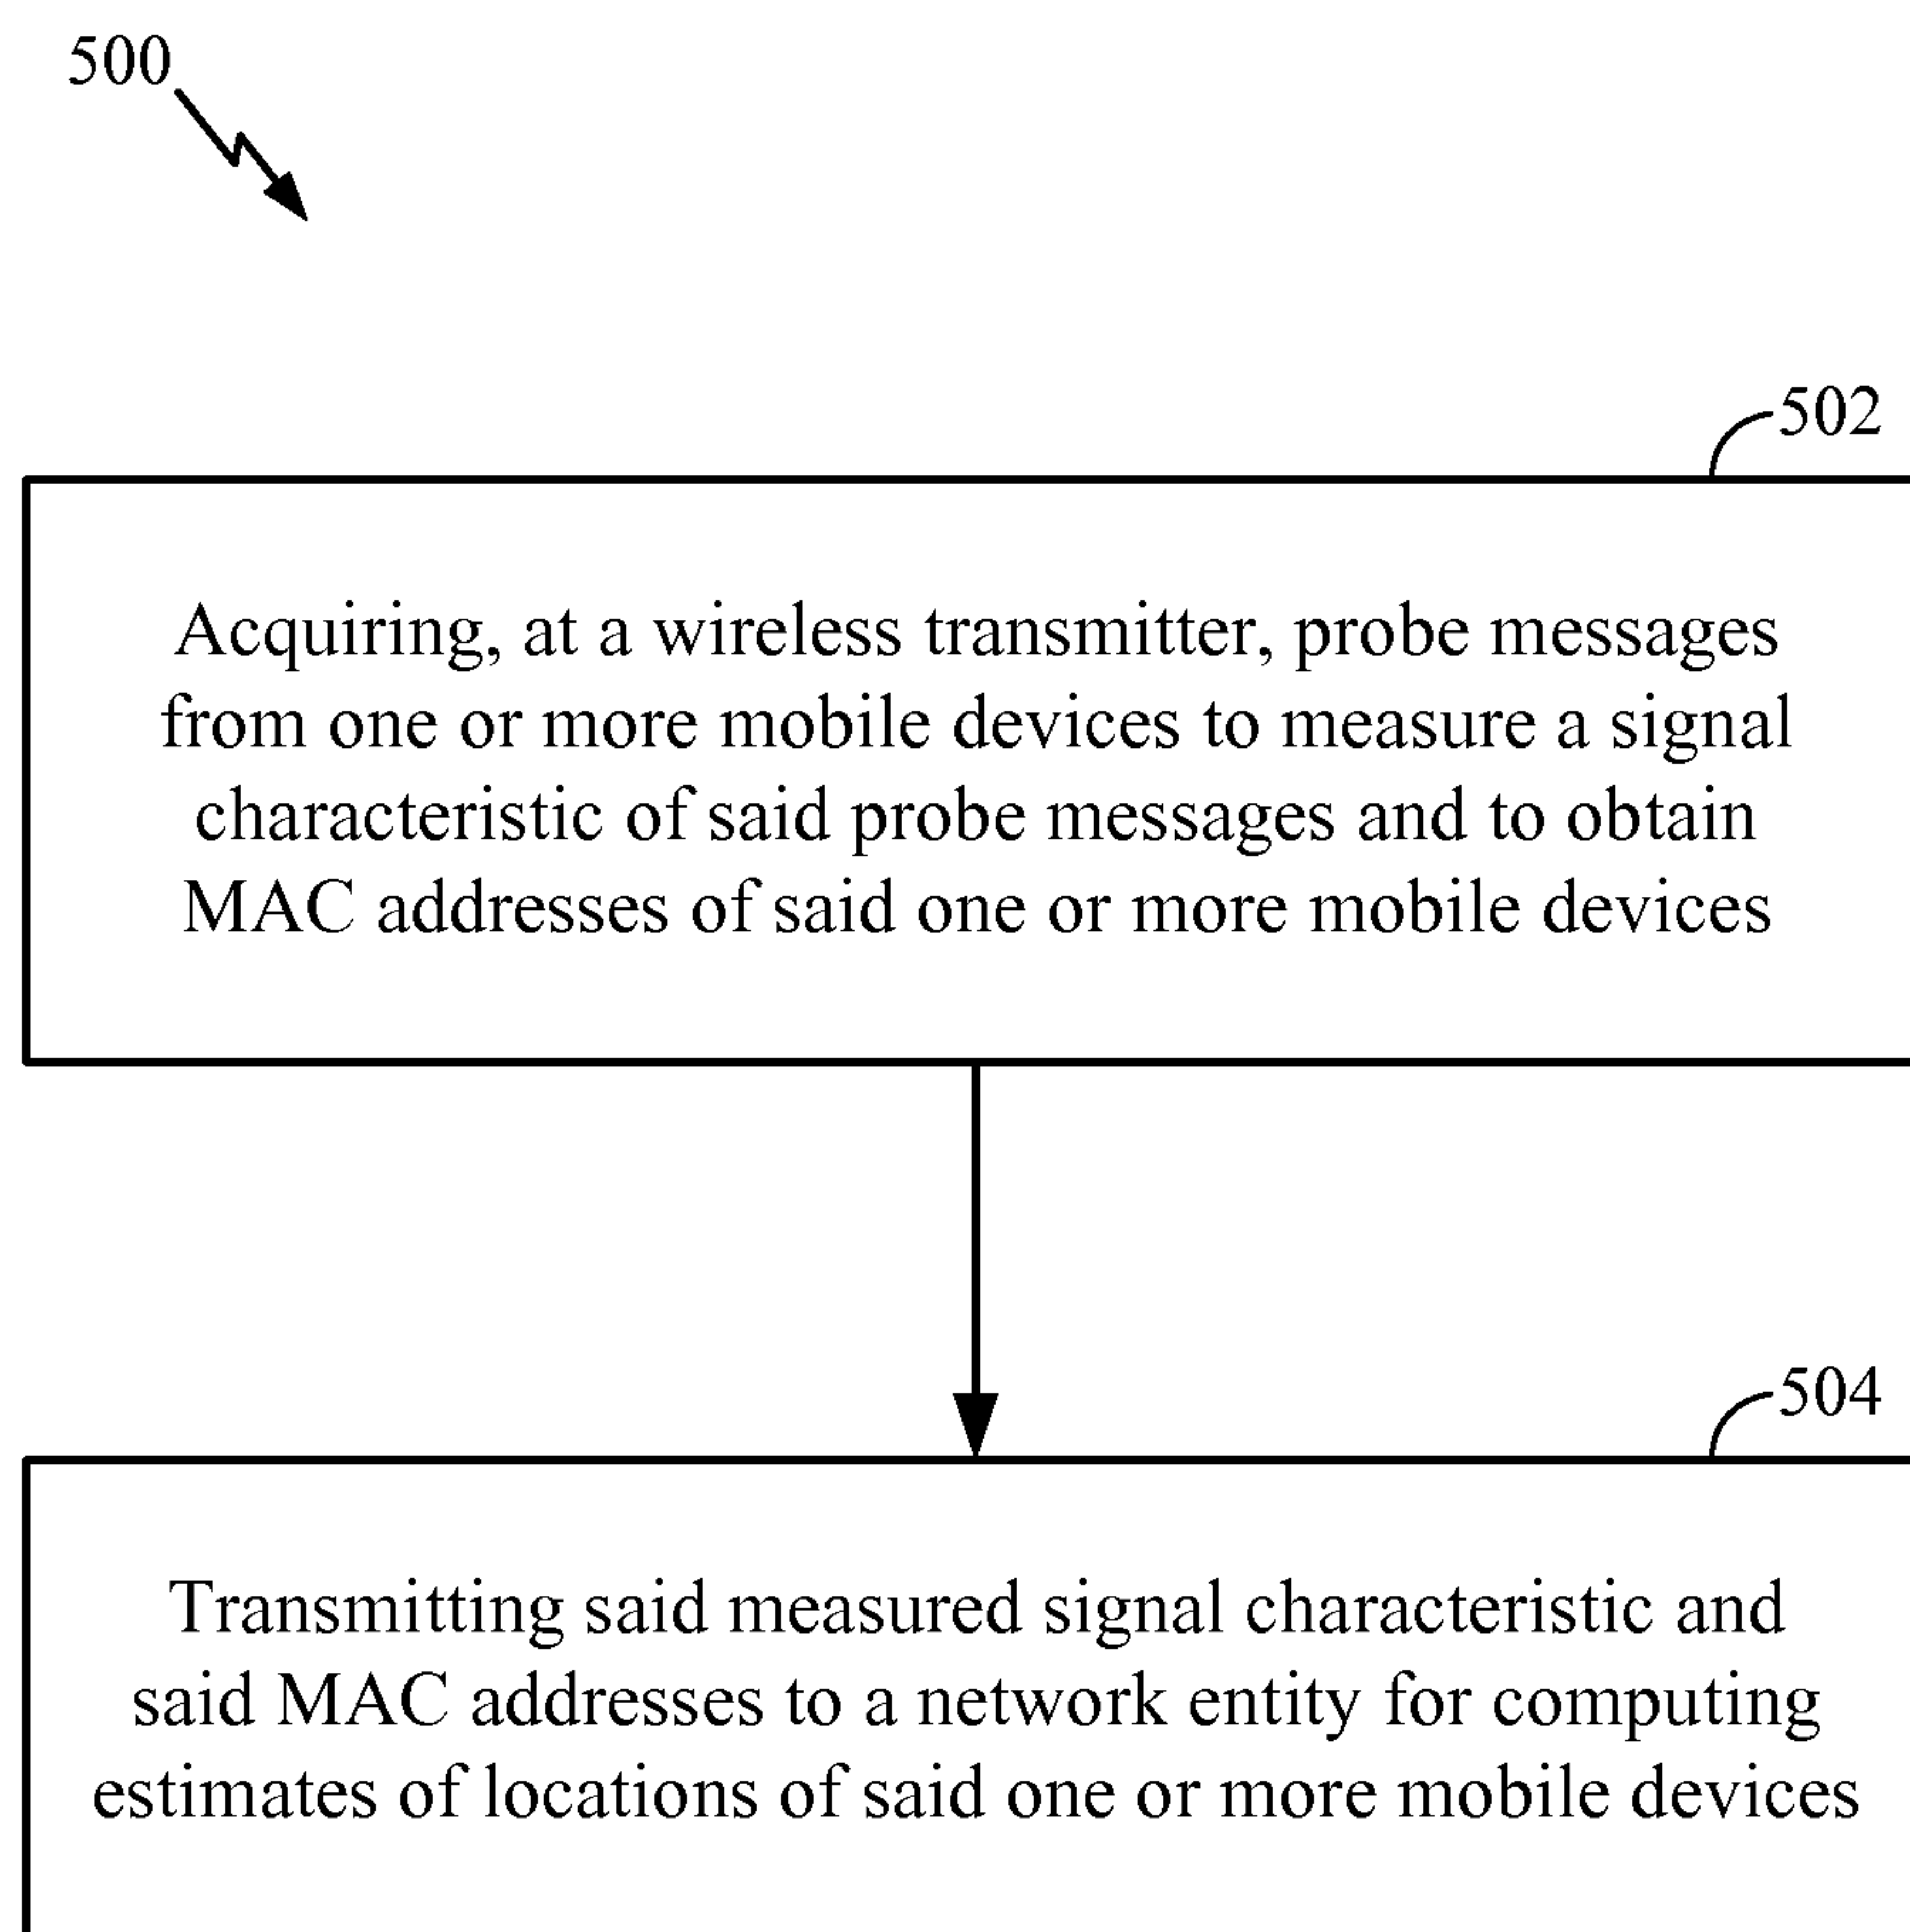 500
502
Acquiring, at a wireless transmitter, probe messages
from one or more mobile devices to measure a signal
characteristic of said probe messages and to obtain
MAC addresses of said one or more mobile devices
504
Transmitting said measured signal characteristic and
said MAC addresses to a network entity for computing
estimates of locations of said one or more mobile devices